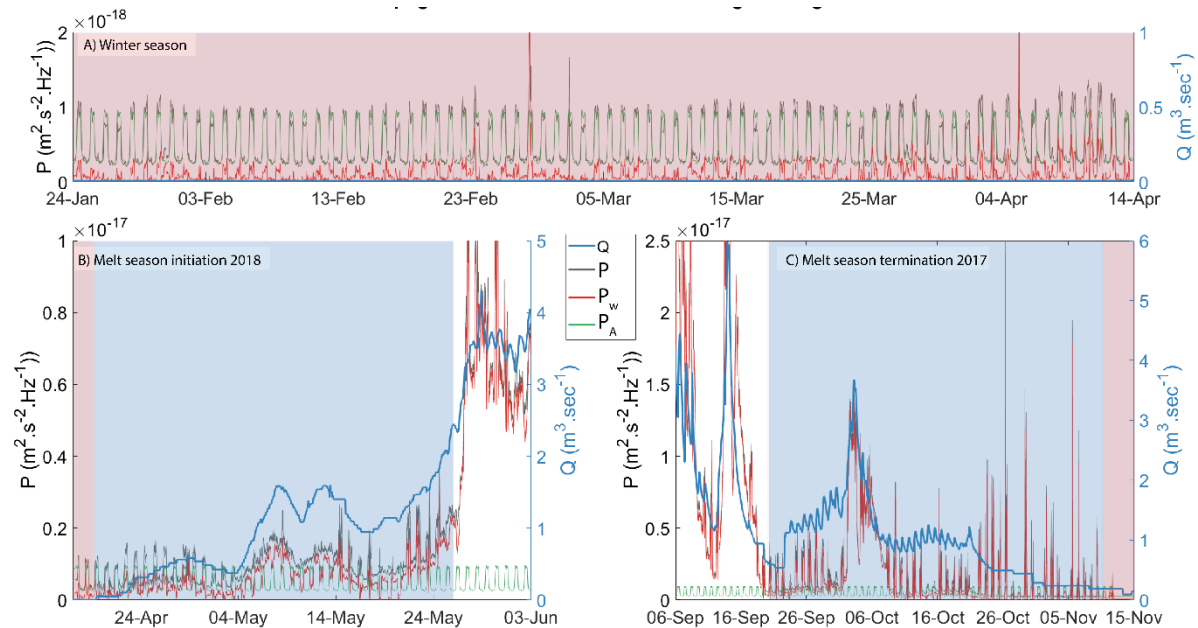 ×10⁻¹⁸
A) Winter season
P (m².s⁻².Hz⁻¹))
2
1
0
Q (m³.sec⁻¹)
1
0.5
0
24-Jan 03-Feb 13-Feb 23-Feb 05-Mar 15-Mar 25-Mar 04-Apr 14-Apr
×10⁻¹⁷
B) Melt season initiation 2018
P (m².s⁻².Hz⁻¹))
1
0.8
0.6
0.4
0.2
0
Q (m³.sec⁻¹)
5
4
3
2
1
0
24-Apr 04-May 14-May 24-May 03-Jun
Q
P
P_w
P_A
×10⁻¹⁷
C) Melt season termination 2017
P (m².s⁻².Hz⁻¹))
2.5
2
1.5
1
0.5
0
Q (m³.sec⁻¹)
6
5
4
3
2
1
0
06-Sep 16-Sep 26-Sep 06-Oct 16-Oct 26-Oct 05-Nov 15-Nov